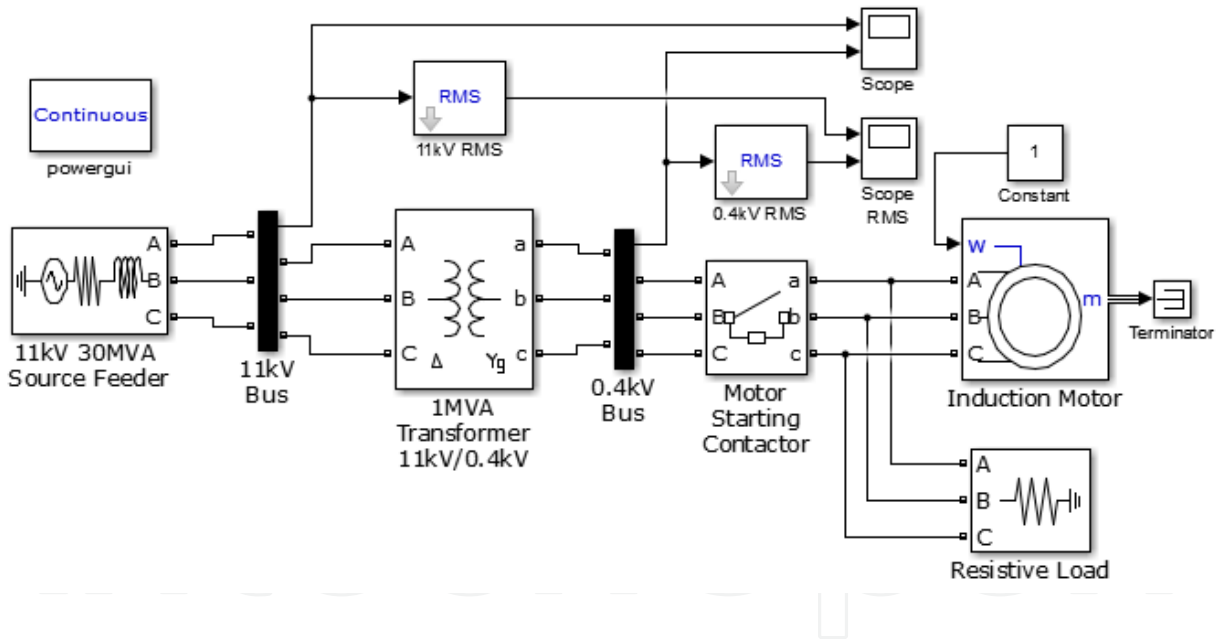 Scope
Continuous
powergui
RMS
11kV RMS
RMS
0.4kV RMS
Scope
RMS
1
Constant
A
B
C
11kV 30MVA
Source Feeder
11kV
Bus
A
B
C
a
b
c
Δ
Yg
1MVA
Transformer
11kV/0.4kV
0.4kV
Bus
A
B
C
a
b
c
Motor
Starting
Contactor
w
A
B
C
m
Induction Motor
Terminator
A
B
C
Resistive Load